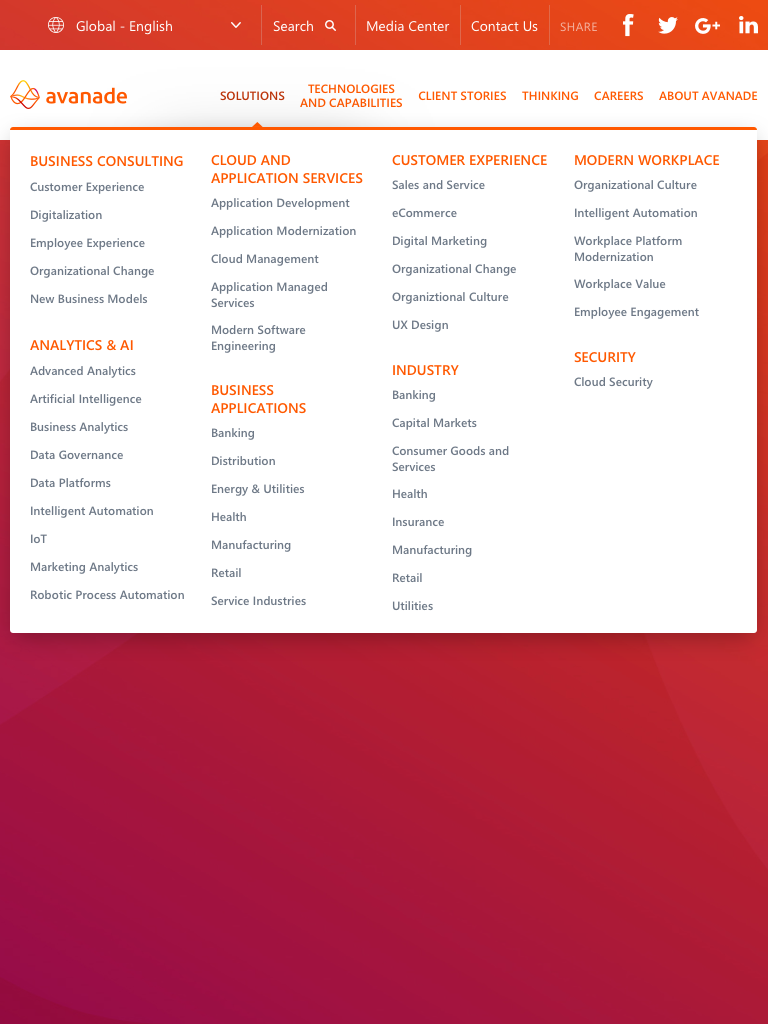 Global - English
Search
Media Center
Contact Us
SHARE
f
G+
in
avanade
SOLUTIONS
TECHNOLOGIES
AND CAPABILITIES
CLIENT STORIES
THINKING
CAREERS
ABOUT AVANADE
BUSINESS CONSULTING
Customer Experience
Digitalization
Employee Experience
Organizational Change
New Business Models
ANALYTICS & AI
Advanced Analytics
Artificial Intelligence
Business Analytics
Data Governance
Data Platforms
Intelligent Automation
IoT
Marketing Analytics
Robotic Process Automation
CLOUD AND
APPLICATION SERVICES
Application Development
Application Modernization
Cloud Management
Application Managed
Services
Modern Software
Engineering
BUSINESS
APPLICATIONS
Banking
Distribution
Energy & Utilities
Health
Manufacturing
Retail
Service Industries
CUSTOMER EXPERIENCE
Sales and Service
eCommerce
Digital Marketing
Organizational Change
Organiztional Culture
UX Design
INDUSTRY
Banking
Capital Markets
Consumer Goods and
Services
Health
Insurance
Manufacturing
Retail
Utilities
MODERN WORKPLACE
Organizational Culture
Intelligent Automation
Workplace Platform
Modernization
Workplace Value
Employee Engagement
SECURITY
Cloud Security